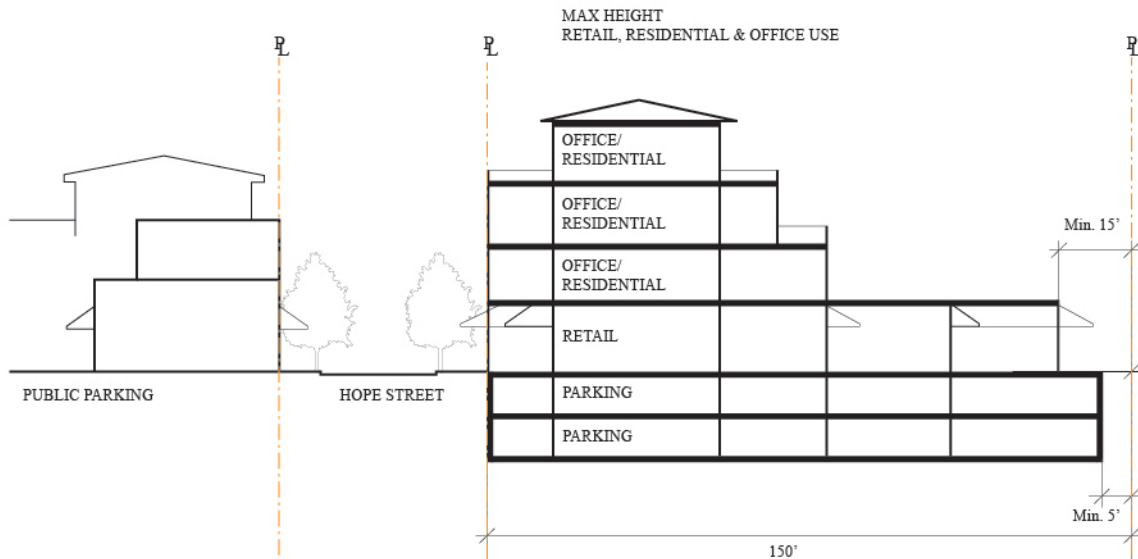 MAX HEIGHT
RETAIL, RESIDENTIAL & OFFICE USE
PL
PL
PL
OFFICE/
RESIDENTIAL
OFFICE/
RESIDENTIAL
Min. 15’
OFFICE/
RESIDENTIAL
RETAIL
PUBLIC PARKING
HOPE STREET
PARKING
PARKING
Min. 5’
150’